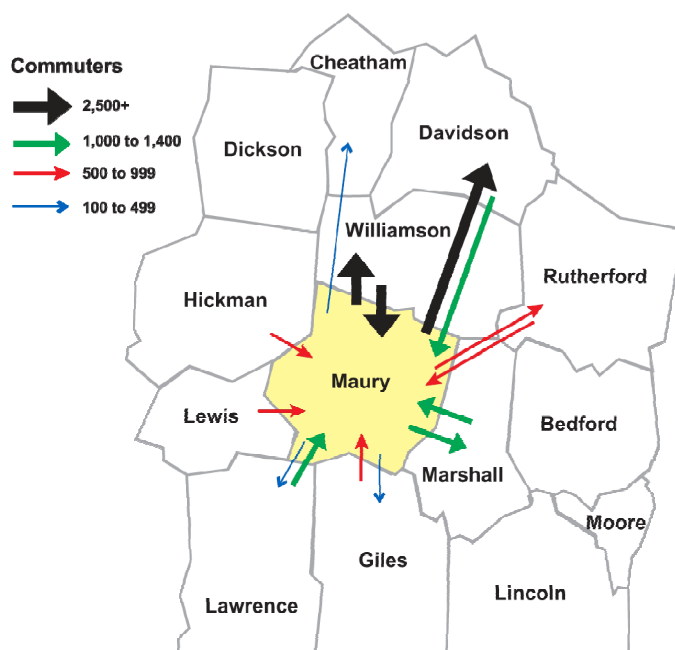 Commuters
2,500+
1,000 to 1,400
500 to 999
100 to 499
Cheatham
Davidson
Dickson
Williamson
Rutherford
Hickman
Maury
Lewis
Bedford
Marshall
Moore
Giles
Lincoln
Lawrence